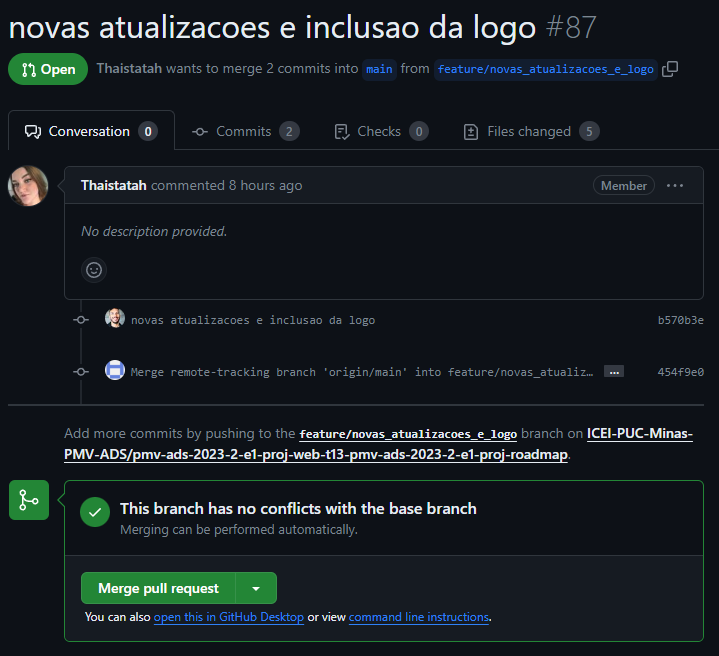 novas atualizacoes e inclusao da logo #87
Open Thaistatah wants to merge 2 commits into main from feature/novas_atualizacoes_e_logo
Conversation 0 Commits 2 Checks 0 Files changed 5
Thaistatah commented 8 hours ago Member ...
No description provided.
novas atualizacoes e inclusao da logo b570b3e
Merge remote-tracking branch 'origin/main' into feature/novas_atualiz… ... 454f9e0
Add more commits by pushing to the feature/novas_atualizacoes_e_logo branch on ICEI-PUC-Minas-
PMV-ADS/pmv-ads-2023-2-e1-proj-web-t13-pmv-ads-2023-2-e1-proj-roadmap.
This branch has no conflicts with the base branch
Merging can be performed automatically.
Merge pull request
You can also open this in GitHub Desktop or view command line instructions.